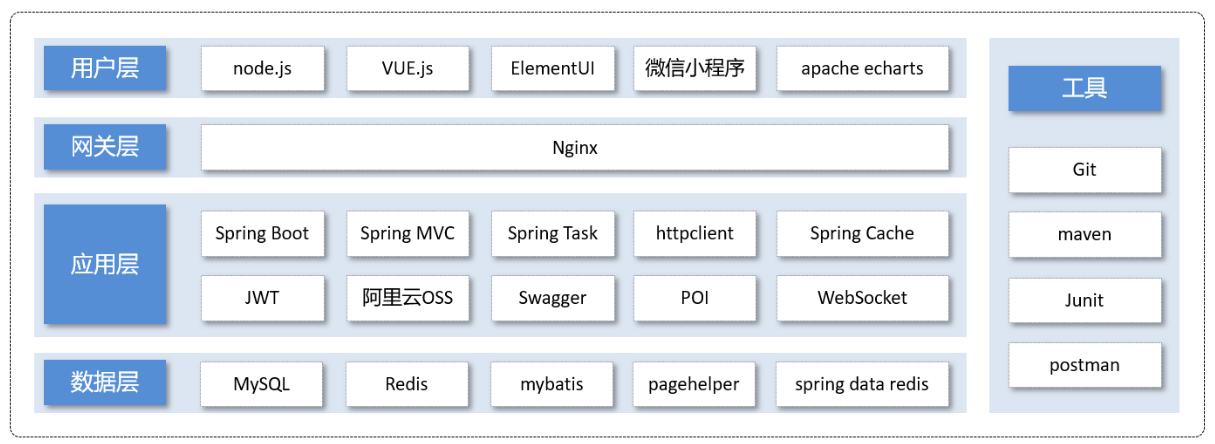 用户层
node.js
VUE.js
ElementUI
微信小程序
apache echarts
网关层
Nginx
应用层
Spring Boot
Spring MVC
Spring Task
httpclient
Spring Cache
JWT
阿里云OSS
Swagger
POI
WebSocket
数据层
MySQL
Redis
mybatis
pagehelper
spring data redis
工具
Git
maven
Junit
postman